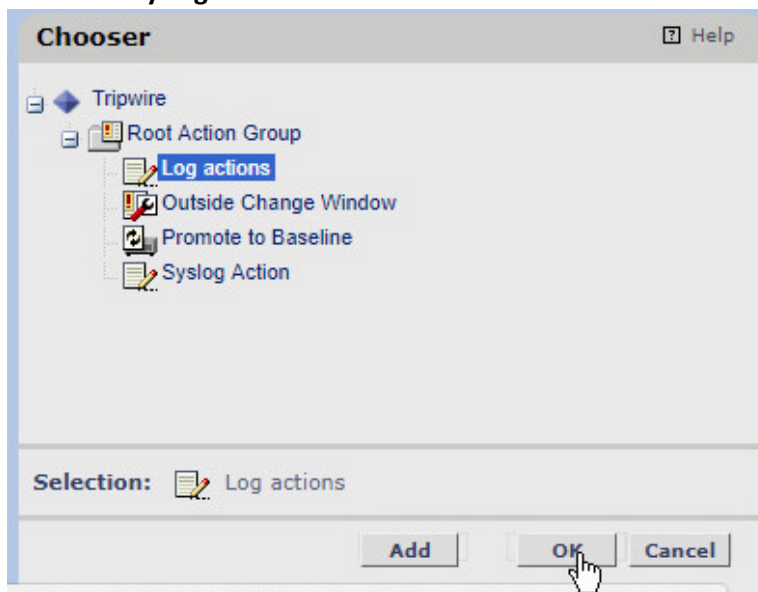 Chooser
? Help
Tripwire
Root Action Group
Log actions
Outside Change Window
Promote to Baseline
Syslog Action
Selection: Log actions
Add OK Cancel